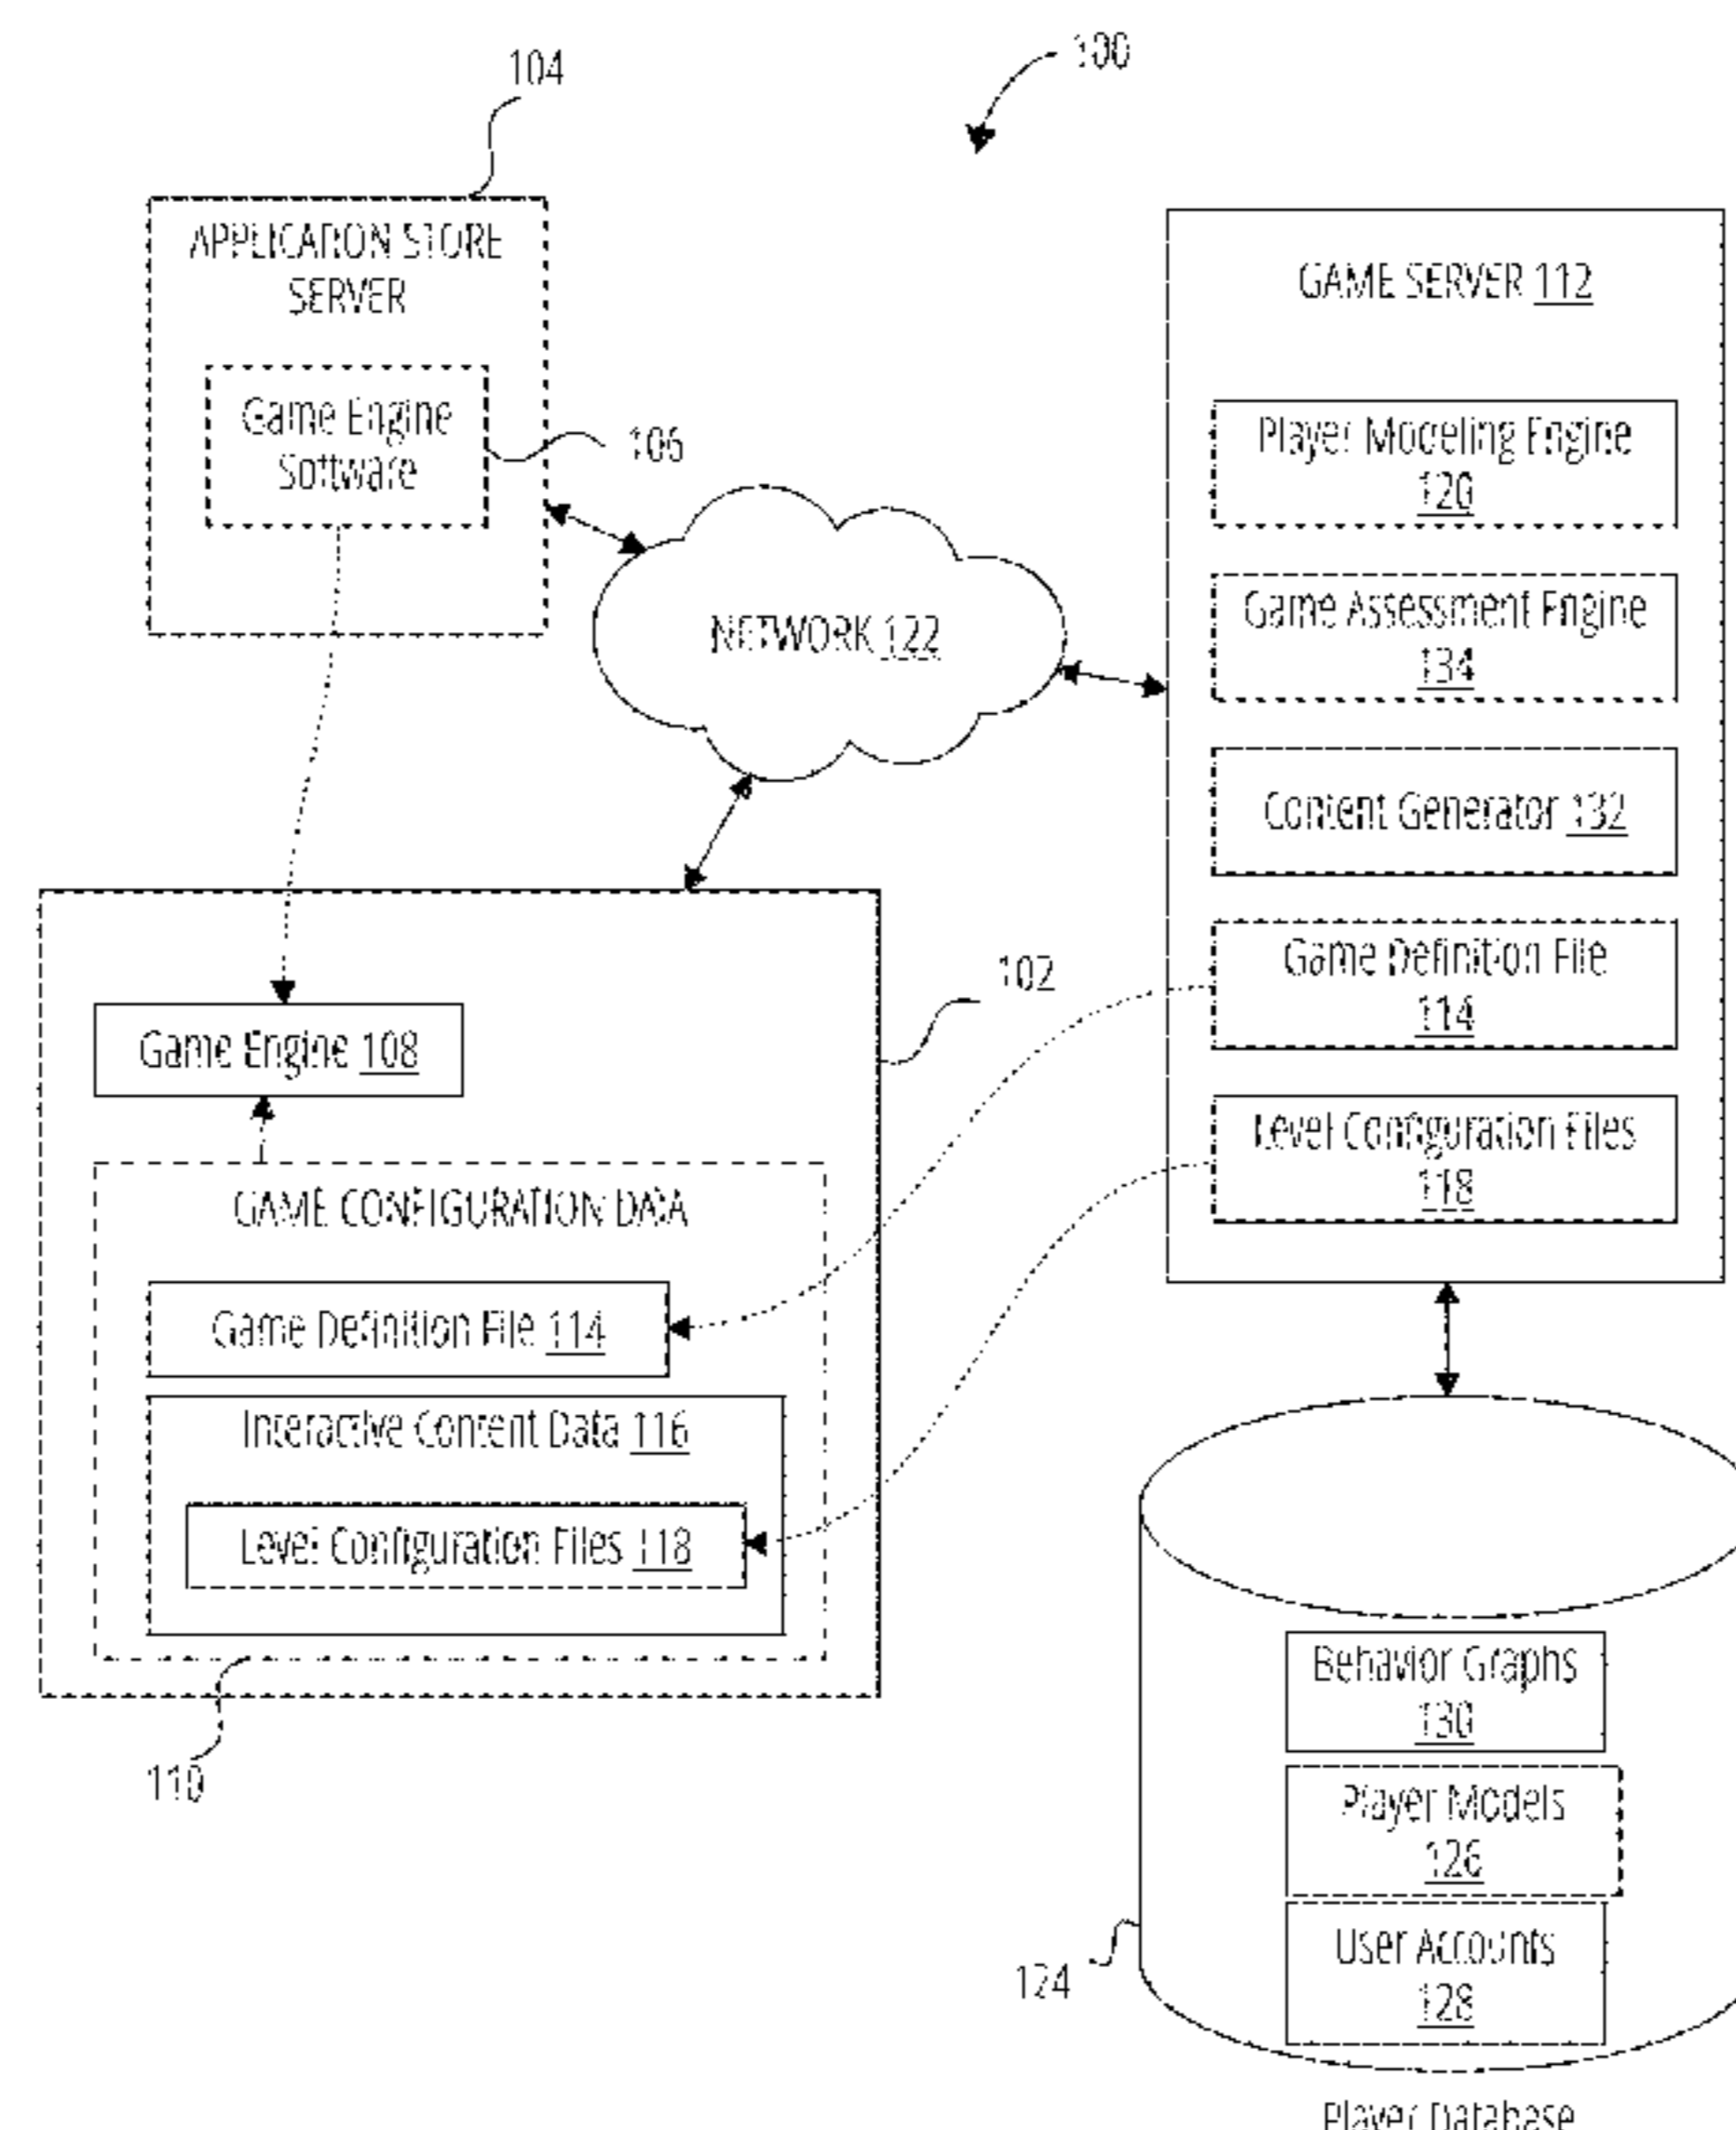 100
104
APPLICATION STORE
SERVER
Game Engine
Software
106
NETWORK 122
GAME SERVER 112
Player Modeling Engine
120
Game Assessment Engine
134
Content Generator 132
Game Definition File
114
Level Configuration Files
118
102
Game Engine 108
GAME CONFIGURATION DATA
Game Definition File 114
Interactive Content Data 116
Level Configuration Files 118
110
Behavior Graphs
130
Player Models
126
User Accounts
128
124
Player Database